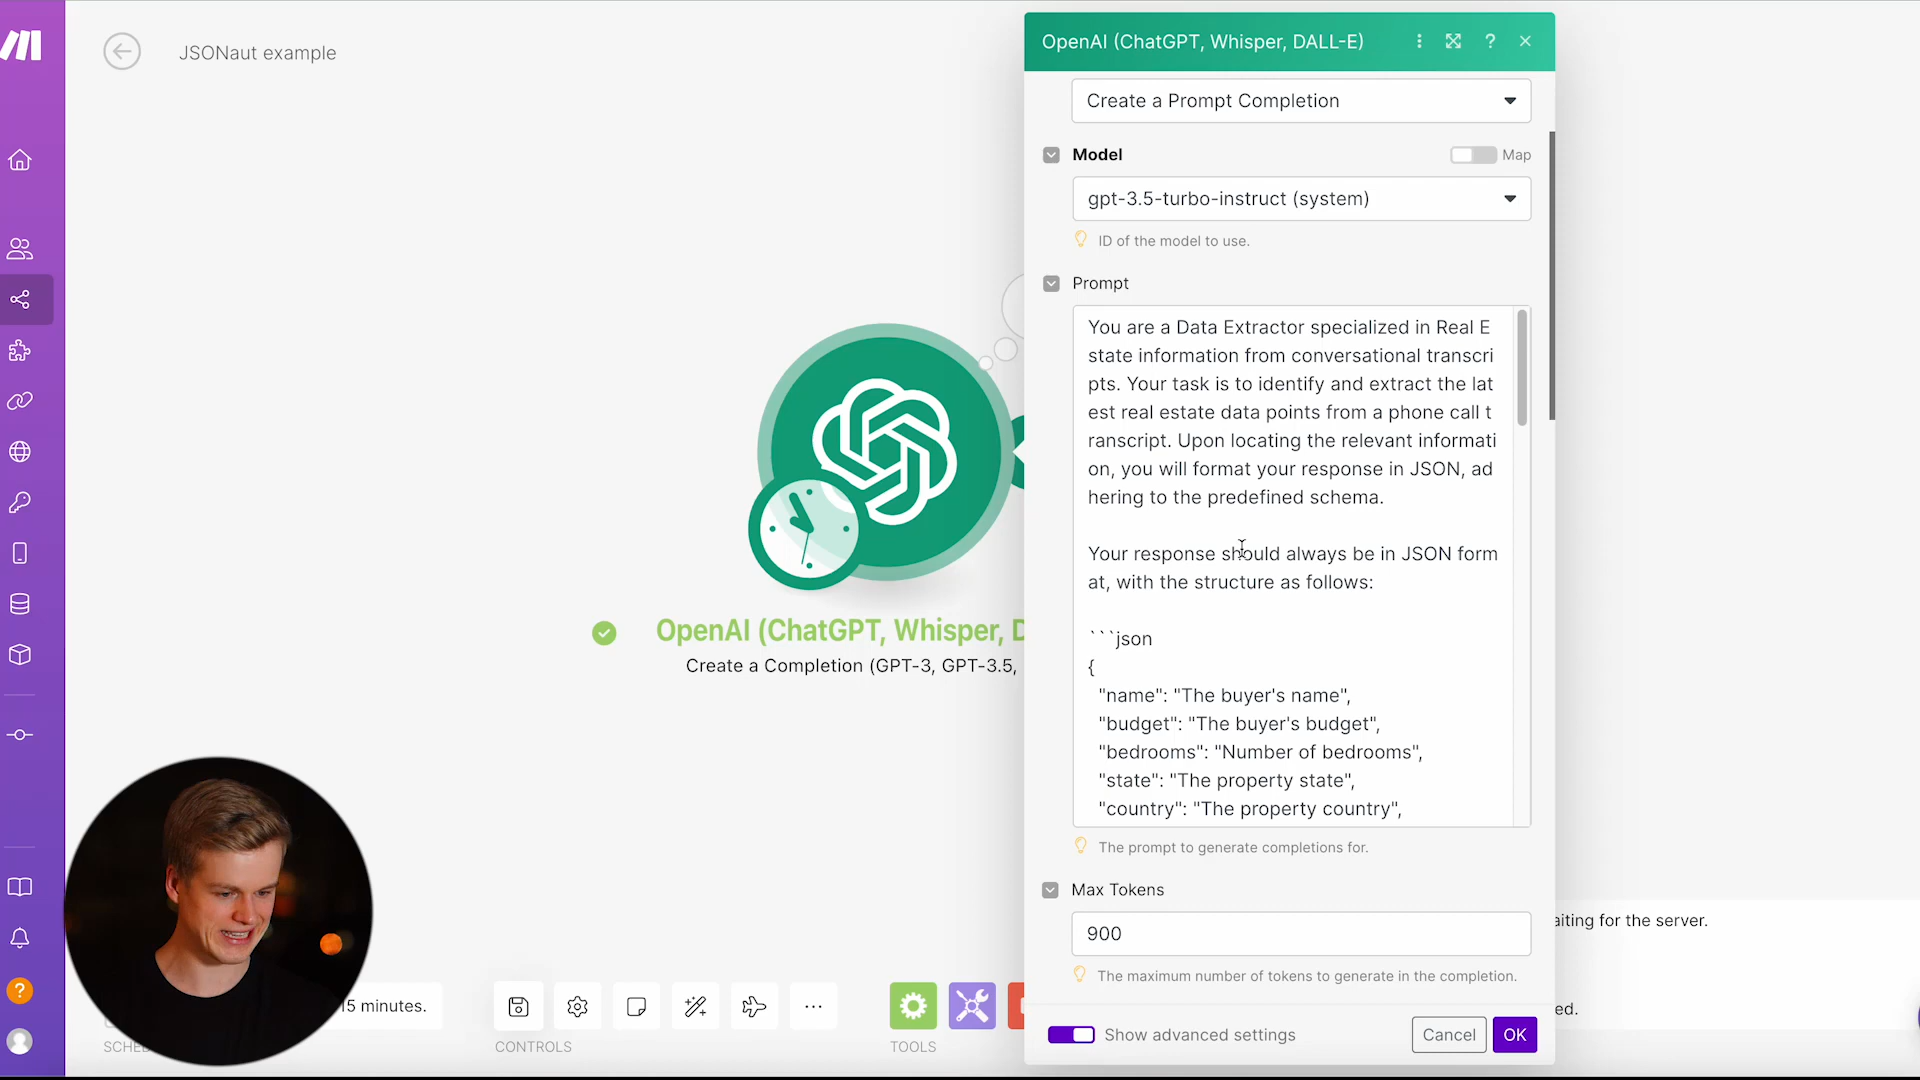 JSONaut example
OpenAI (ChatGPT, Whisper, DALL-E)
?
Create a Prompt Completion
Model
Map
gpt-3.5-turbo-instruct (system)
ID of the model to use.
Prompt
You are a Data Extractor specialized in Real E
state information from conversational transcri
pts. Your task is to identify and extract the lat
est real estate data points from a phone call t
ranscript. Upon locating the relevant informati
on, you will format your response in JSON, ad
hering to the predefined schema.
Your response should always be in JSON form
at, with the structure as follows:
```json
{
"name": "The buyer's name",
"budget": "The buyer's budget",
"bedrooms": "Number of bedrooms",
"state": "The property state",
"country": "The property country",
The prompt to generate completions for.
Max Tokens
900
The maximum number of tokens to generate in the completion.
Show advanced settings
Cancel
OK
OpenAI (ChatGPT, Whisper, D
Create a Completion (GPT-3, GPT-3.5,
aiting for the server.
ed.
?
15 minutes.
SCHE
CONTROLS
TOOLS